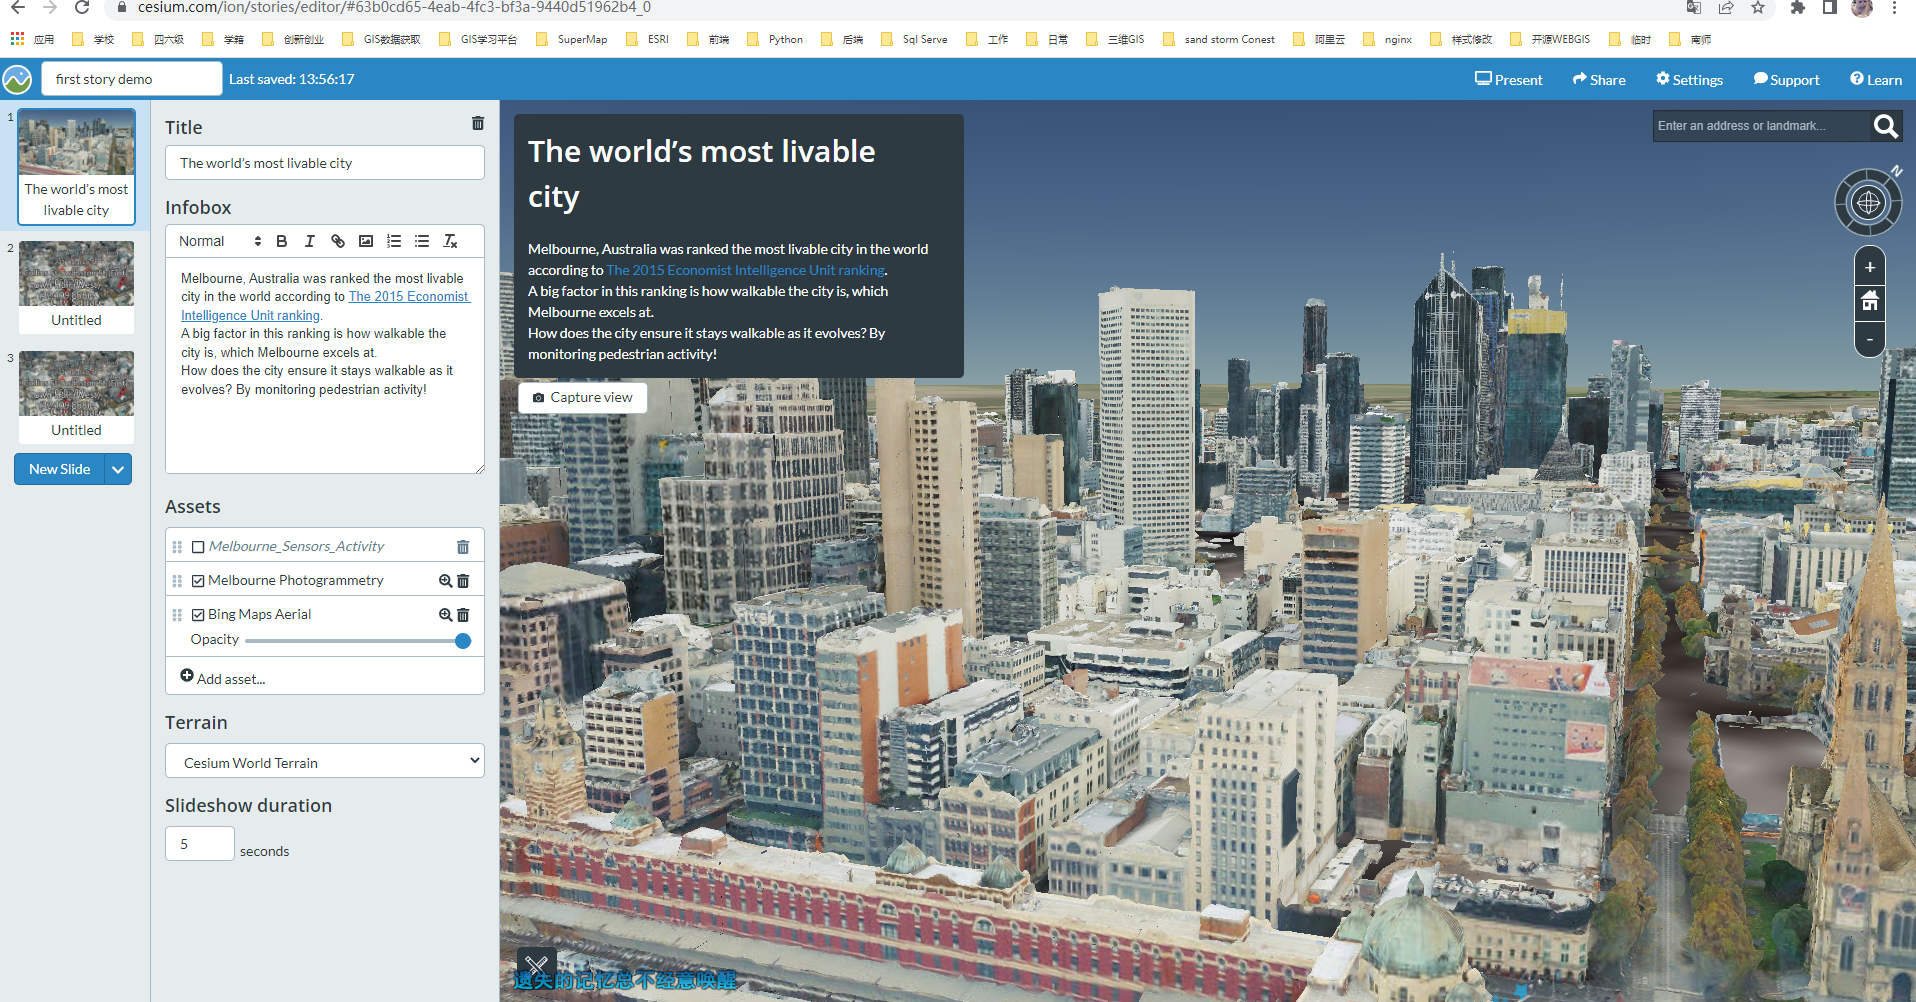 cesium.com/ion/stories/editor/#63b0cd65-4eab-4fc3-bf3a-9440d51962b4_0
应用 学校 四六级 学籍 创新创业 GIS数据获取 GIS学习平台 SuperMap ESRI 前端 Python 后端 Sql Serve 工作 日常 三维GIS sand storm Conest 阿里云 nginx 样式修改 开源WEBGIS 临时 南师
first story demo
Last saved: 13:56:17
Present
Share
Settings
Support
Learn
1
The world's most
livable city
2
Untitled
3
Untitled
New Slide
Title
The world's most livable city
Infobox
Normal
Melbourne, Australia was ranked the most livable
city in the world according to The 2015 Economist
Intelligence Unit ranking.
A big factor in this ranking is how walkable the
city is, which Melbourne excels at.
How does the city ensure it stays walkable as it
evolves? By monitoring pedestrian activity!
Assets
Melbourne_Sensors_Activity
Melbourne Photogrammetry
Bing Maps Aerial
Opacity
Add asset...
Terrain
Cesium World Terrain
Slideshow duration
5 seconds
The world's most livable
city
Melbourne, Australia was ranked the most livable city in the world
according to The 2015 Economist Intelligence Unit ranking.
A big factor in this ranking is how walkable the city is, which
Melbourne excels at.
How does the city ensure it stays walkable as it evolves? By
monitoring pedestrian activity!
Capture view
Enter an address or landmark...
N
+
-
遗失的记忆总不经意唤醒